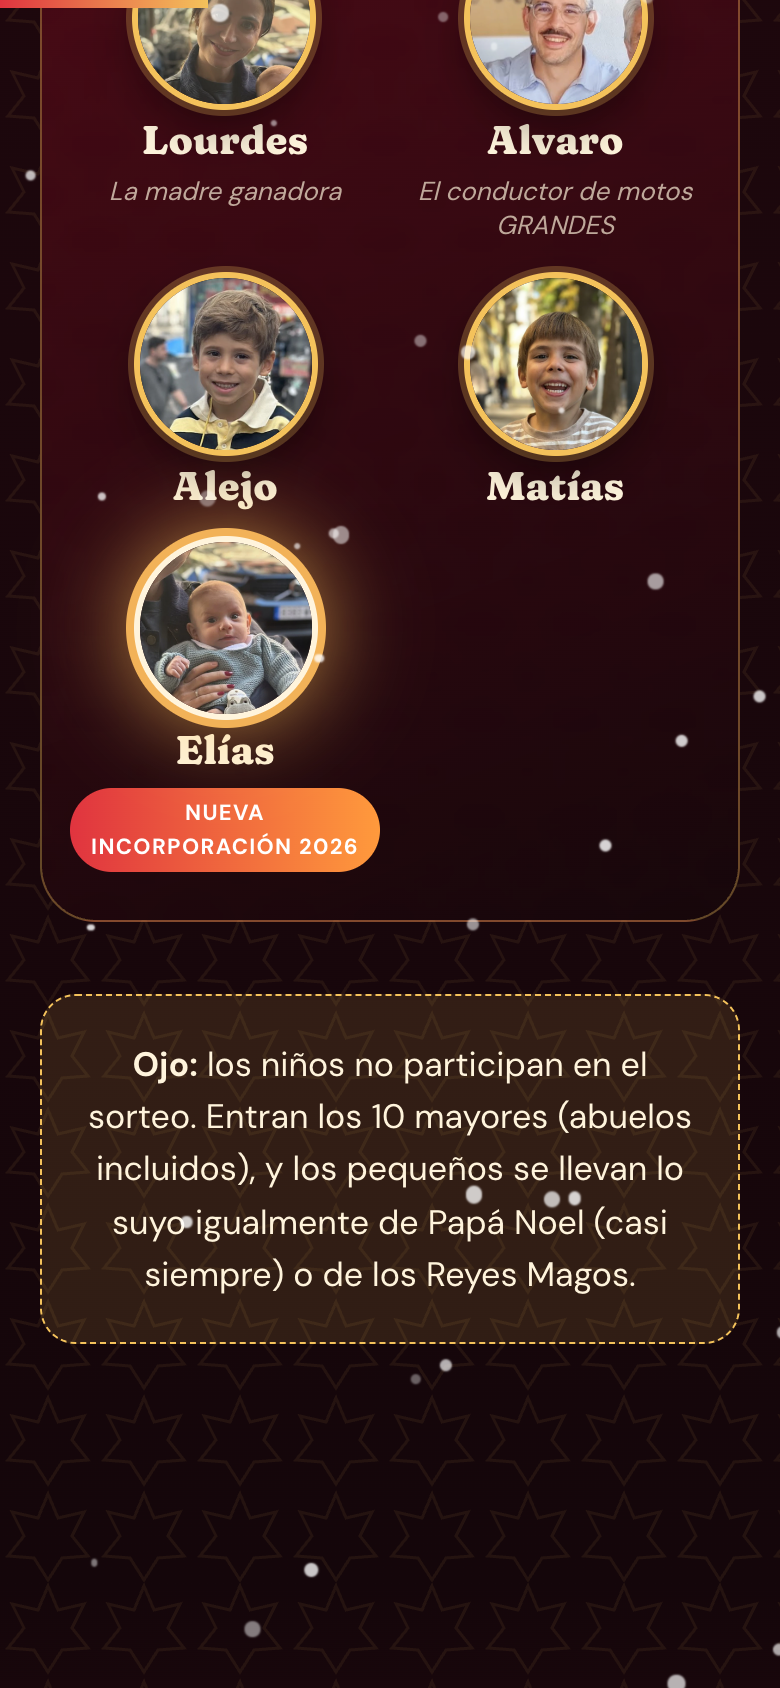 Lourdes
Alvaro
La madre ganadora
El conductor de motos
GRANDES
Alejo
Matías
Elías
NUEVA
INCORPORACIÓN 2026
Ojo: los niños no participan en el
sorteo. Entran los 10 mayores (abuelos
incluidos), y los pequeños se llevan lo
suyo igualmente de Papá Noel (casi
siempre) o de los Reyes Magos.